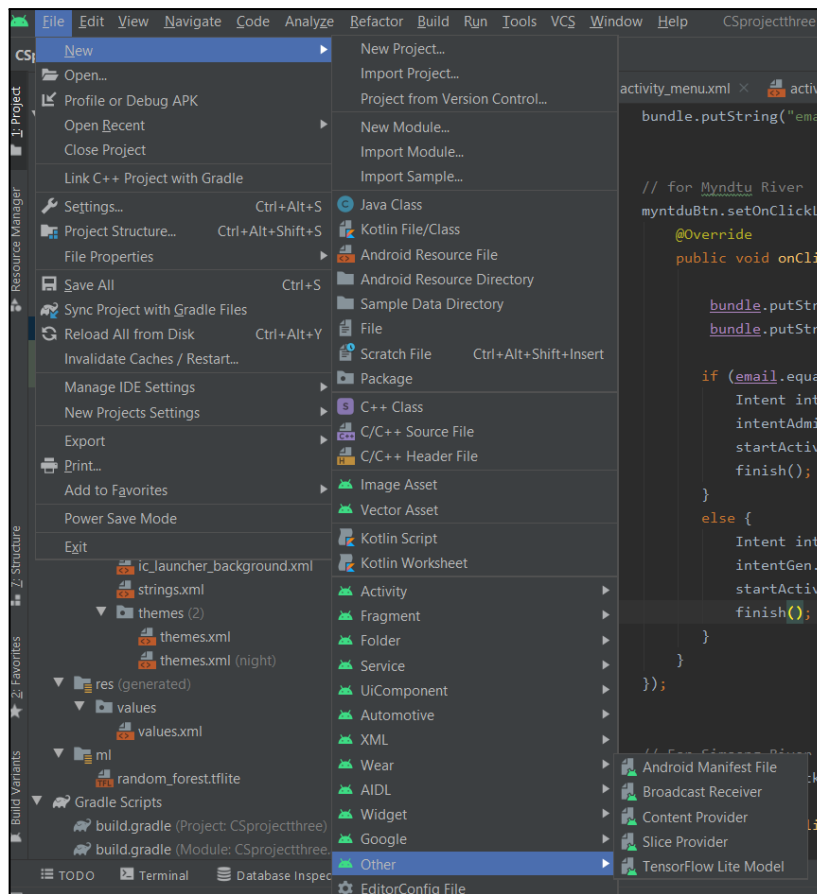 File Edit View Navigate Code Analyze Refactor Build Run Tools VCS Window Help CSprojectthree
New
Open...
Profile or Debug APK
Open Recent
Close Project
Link C++ Project with Gradle
Settings... Ctrl+Alt+S
Project Structure... Ctrl+Alt+Shift+S
File Properties
Save All Ctrl+S
Sync Project with Gradle Files
Reload All from Disk Ctrl+Alt+Y
Invalidate Caches / Restart...
Manage IDE Settings
New Projects Settings
Export
Print...
Add to Favorites
Power Save Mode
Exit
New Project...
Import Project...
Project from Version Control...
New Module...
Import Module...
Import Sample...
Java Class
Kotlin File/Class
Android Resource File
Android Resource Directory
Sample Data Directory
File
Scratch File Ctrl+Alt+Shift+Insert
Package
C++ Class
C/C++ Source File
C/C++ Header File
Image Asset
Vector Asset
Kotlin Script
Kotlin Worksheet
Activity
Fragment
Folder
Service
UiComponent
Automotive
XML
Wear
AIDL
Widget
Google
Other
EditorConfig File
Android Manifest File
Broadcast Receiver
Content Provider
Slice Provider
TensorFlow Lite Model
activity_menu.xml
bundle.putString("ema
// for Myndtu River
myntduBtn.setOnClickL
@Override
public void onCli
bundle.putStr
bundle.putStr
if (email.equa
Intent int
intentAdmi
startActiv
finish();
}
else {
Intent int
intentGen.
startActiv
finish();
}
}
});
ic_launcher_background.xml
strings.xml
themes (2)
themes.xml
themes.xml (night)
res (generated)
values
values.xml
ml
random_forest.tflite
Gradle Scripts
build.gradle (Project: CSprojectthree)
build.gradle (Module: CSprojectthree.
1: Project
Resource Manager
7: Structure
2: Favorites
Build Variants
TODO Terminal Database Inspec